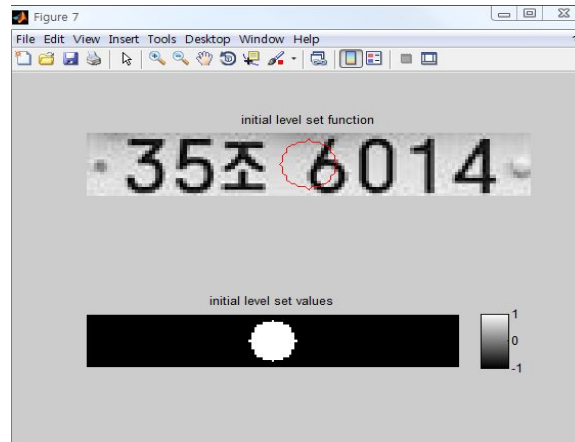 Figure 7
File Edit View Insert Tools Desktop Window Help
initial level set function
35조 6014
initial level set values
1
0
-1